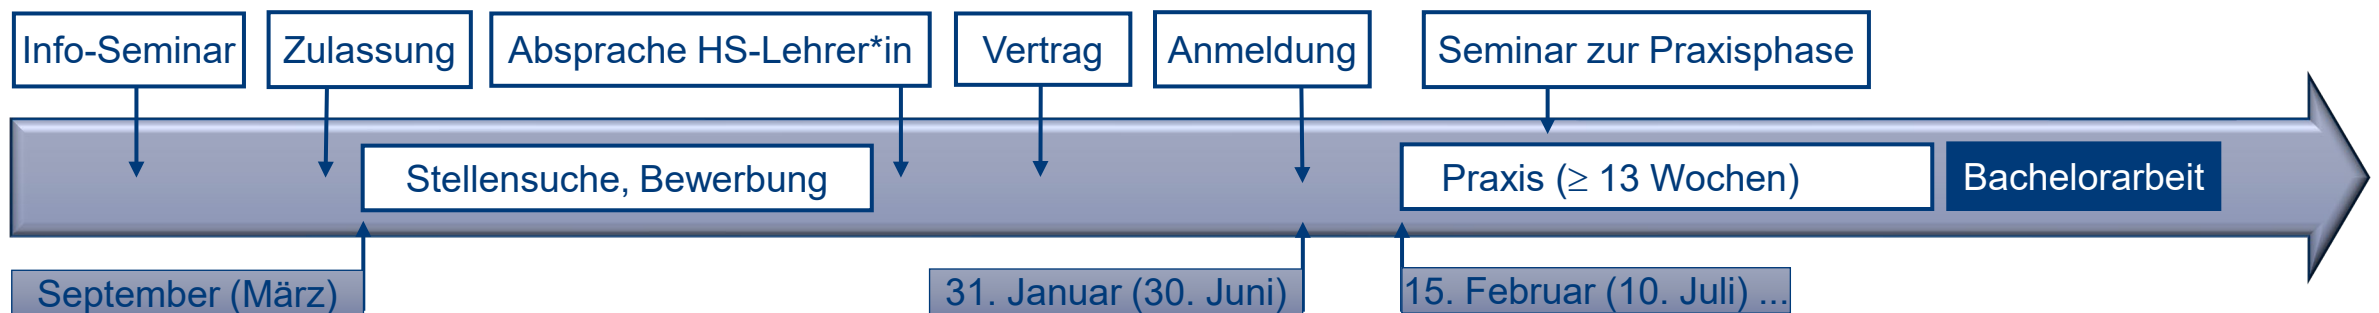 Info-Seminar
Zulassung
Absprache HS-Lehrer*in
Vertrag
Anmeldung
Seminar zur Praxisphase
Stellensuche, Bewerbung
Praxis (≥ 13 Wochen)
Bachelorarbeit
September (März)
31. Januar (30. Juni)
15. Februar (10. Juli) ...